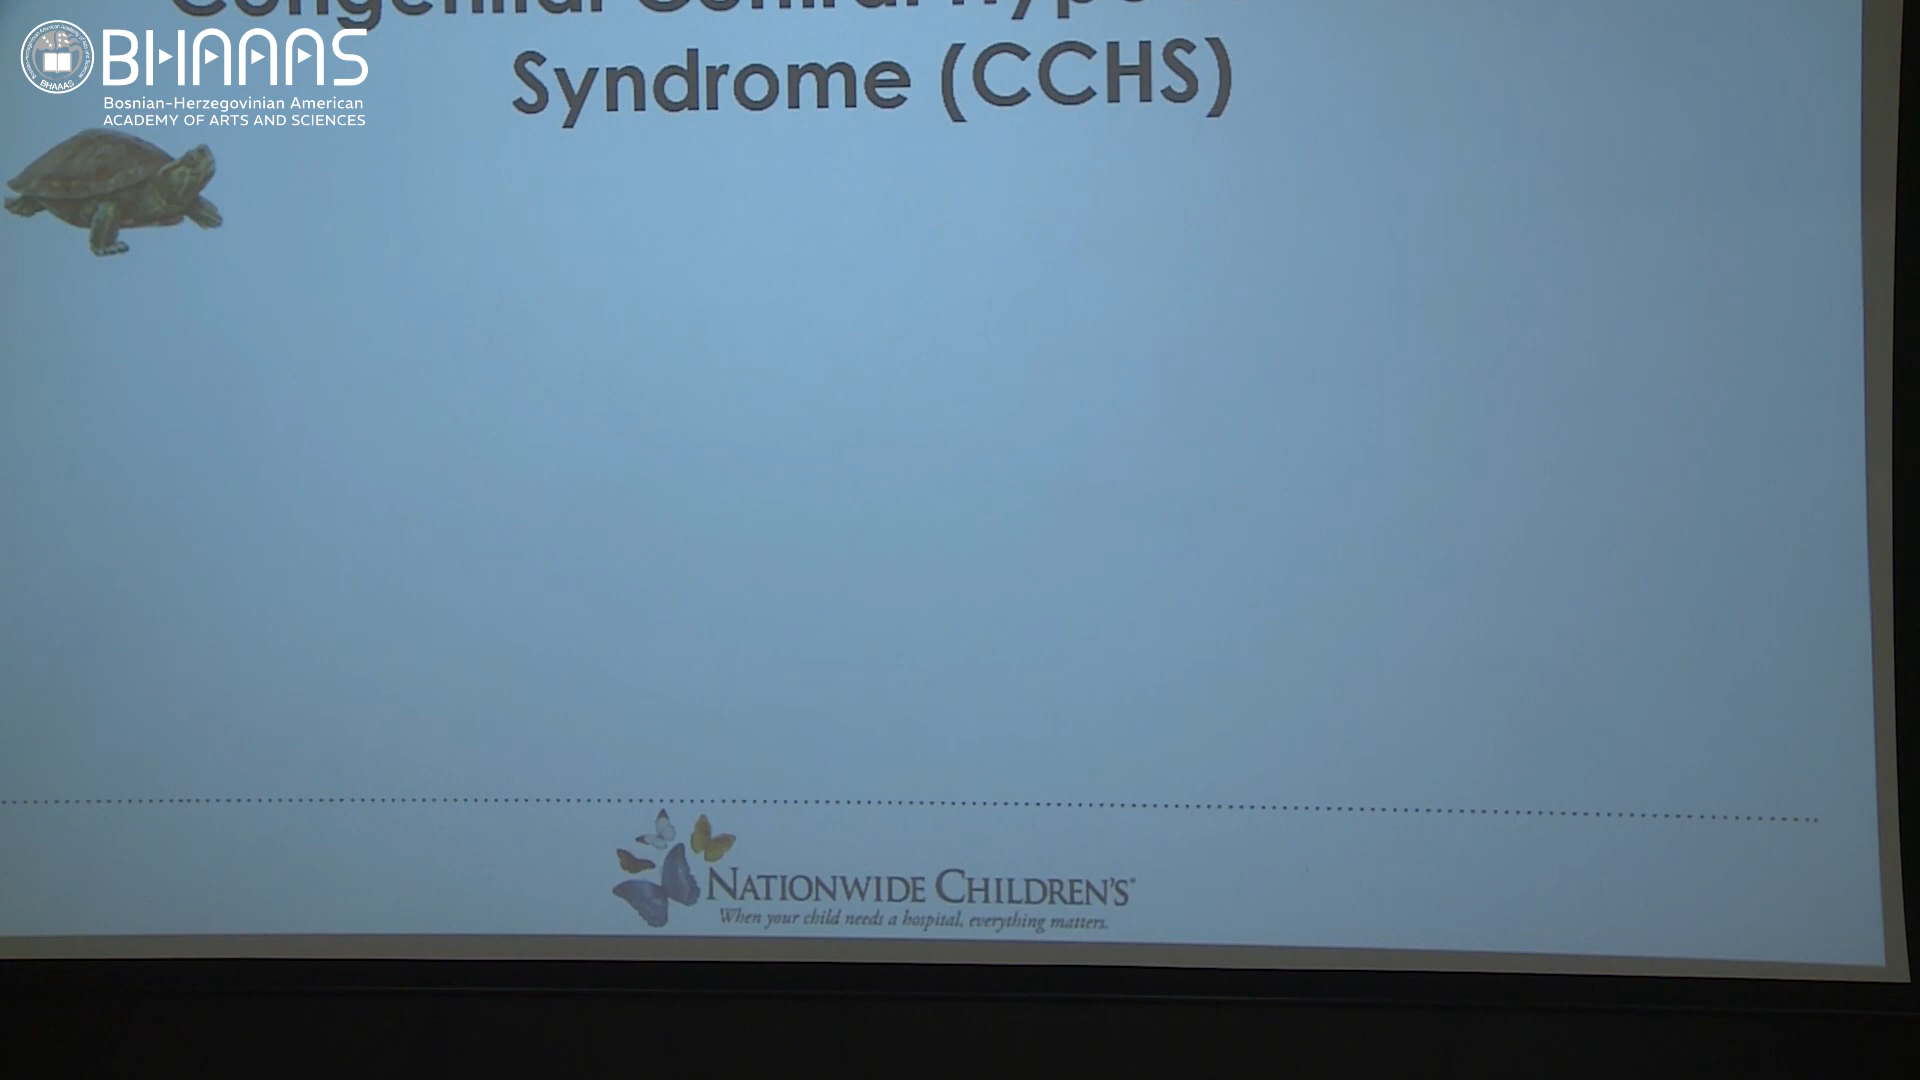 BHAAAS
Bosnian-Herzegovinian American
ACADEMY OF ARTS AND SCIENCES
BHAAAS
Syndrome (CCHS)
NATIONWIDE CHILDREN'S
When your child needs a hospital, everything matters.